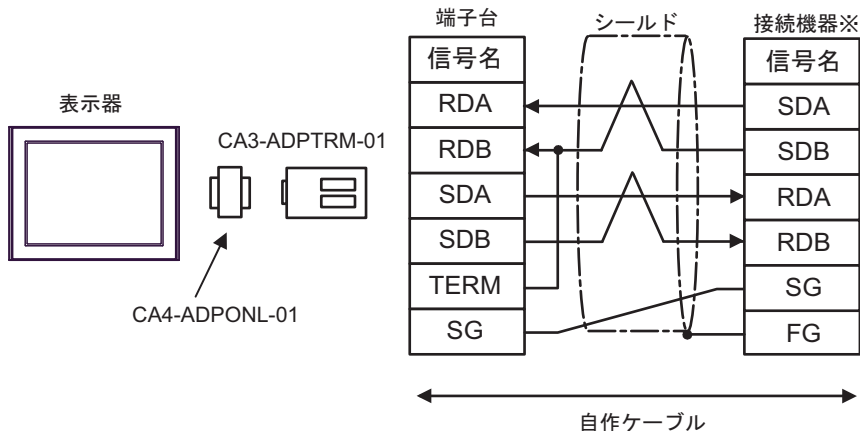 端子台
信号名
RDA
RDB
SDA
SDB
TERM
SG
シールド
接続機器※
信号名
SDA
SDB
RDA
RDB
SG
FG
表示器
CA3-ADPTRM-01
CA4-ADPONL-01
自作ケーブル